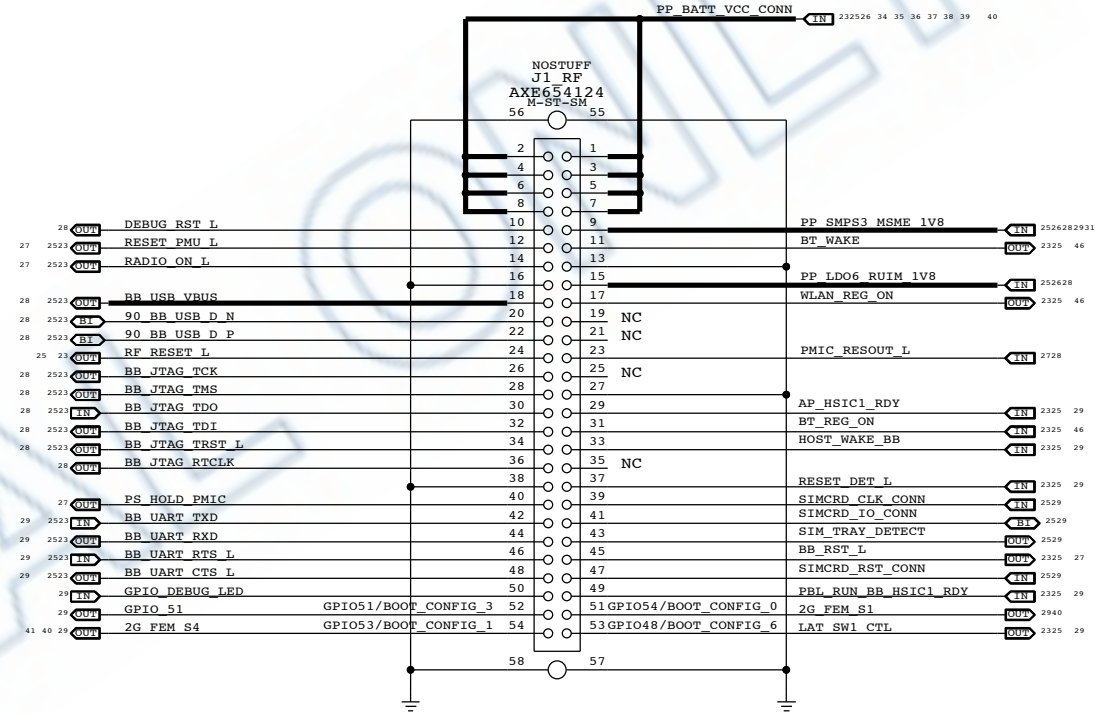 PP_BATT_VCC_CONN IN 232526 34 35 36 37 38 39 40
NOSTUFF
J1_RF
AXE654124
M-ST-SM
56 55
2 1
4 3
6 5
8 7
28 OUT DEBUG_RST_L 10 9 PP_SMPS3_MSME_1V8 IN 2526282931
27 2523 OUT RESET_PMU_L 12 11 BT_WAKE OUT 2325 46
27 2523 OUT RADIO_ON_L 14 13
16 15 PP_LDO6_RUIM_1V8 IN 252628
28 2523 OUT BB_USB_VBUS 18 17 WLAN_REG_ON OUT 2325 46
28 2523 BI 90_BB_USB_D_N 20 19 NC
28 2523 BI 90_BB_USB_D_P 22 21 NC
25 23 OUT RF_RESET_L 24 23 PMIC_RESOUT_L IN 2728
28 2523 OUT BB_JTAG_TCK 26 25 NC
28 2523 OUT BB_JTAG_TMS 28 27
28 2523 IN BB_JTAG_TDO 30 29 AP_HSIC1_RDY IN 2325 29
28 2523 OUT BB_JTAG_TDI 32 31 BT_REG_ON IN 2325 46
28 2523 OUT BB_JTAG_TRST_L 34 33 HOST_WAKE_BB IN 2325 29
28 OUT BB_JTAG_RTCLK 36 35 NC
38 37 RESET_DET_L IN 2325 29
27 OUT PS_HOLD_PMIC 40 39 SIMCRD_CLK_CONN IN 2529
29 2523 IN BB_UART_TXD 42 41 SIMCRD_IO_CONN BI 2529
29 2523 OUT BB_UART_RXD 44 43 SIM_TRAY_DETECT OUT 2529
29 2523 IN BB_UART_RTS_L 46 45 BB_RST_L OUT 2325 27
29 2523 OUT BB_UART_CTS_L 48 47 SIMCRD_RST_CONN IN 2529
29 IN GPIO_DEBUG_LED 50 49 PBL_RUN_BB_HSIC1_RDY IN 2325 29
29 OUT GPIO_51 GPIO51/BOOT_CONFIG_3 52 51 GPIO54/BOOT_CONFIG_0 2G_FEM_S1 OUT 2940
41 40 29 OUT 2G_FEM_S4 GPIO53/BOOT_CONFIG_1 54 53 GPIO48/BOOT_CONFIG_6 LAT_SW1_CTL OUT 2325 29
58 57